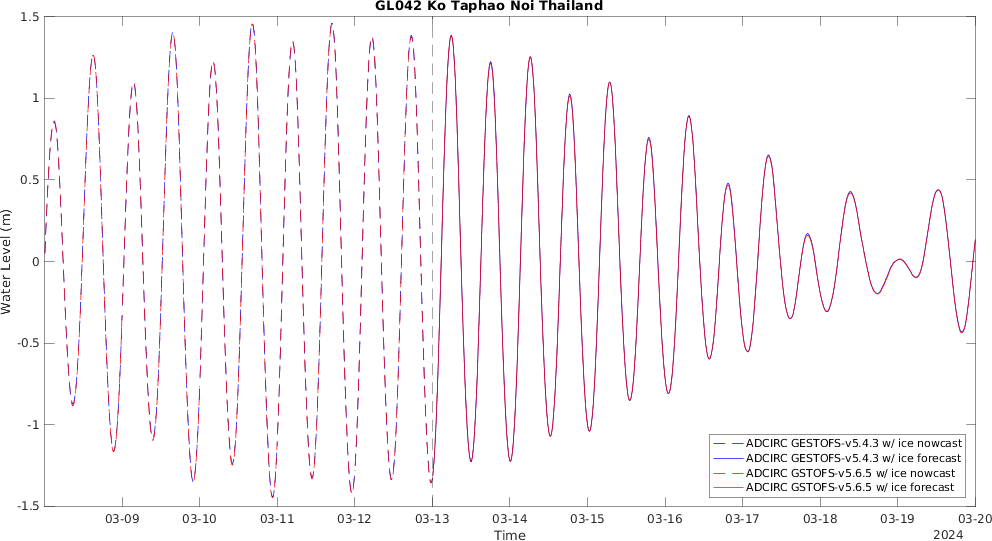 GL042 Ko Taphao Noi Thailand
1.5
1
0.5
0
-0.5
-1
-1.5
Water Level (m)
03-09
03-10
03-11
03-12
03-13
03-14
03-15
03-16
03-17
03-18
03-19
03-20
Time
2024
ADCIRC GESTOFS-v5.4.3 w/ ice nowcast
ADCIRC GESTOFS-v5.4.3 w/ ice forecast
ADCIRC GSTOFS-v5.6.5 w/ ice nowcast
ADCIRC GSTOFS-v5.6.5 w/ ice forecast